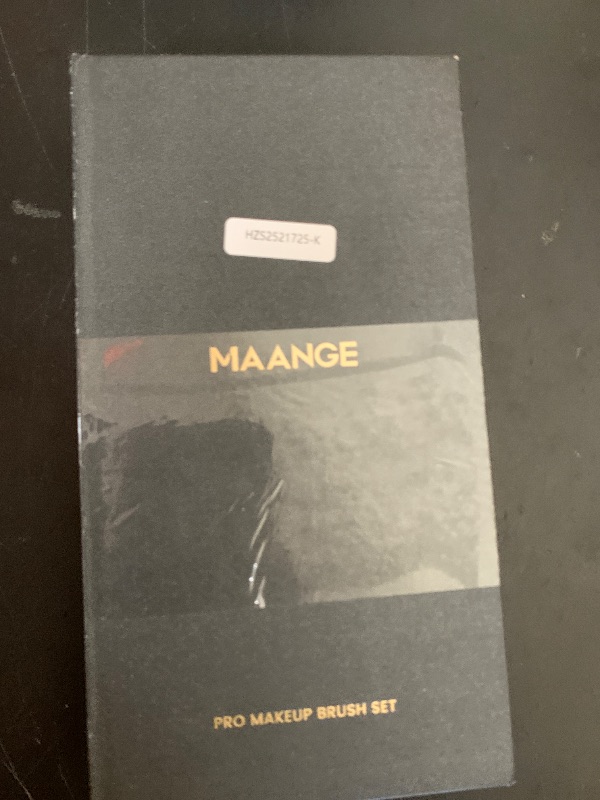 HZS2521725-K
MAANGE
PRO MAKEUP BRUSH SET